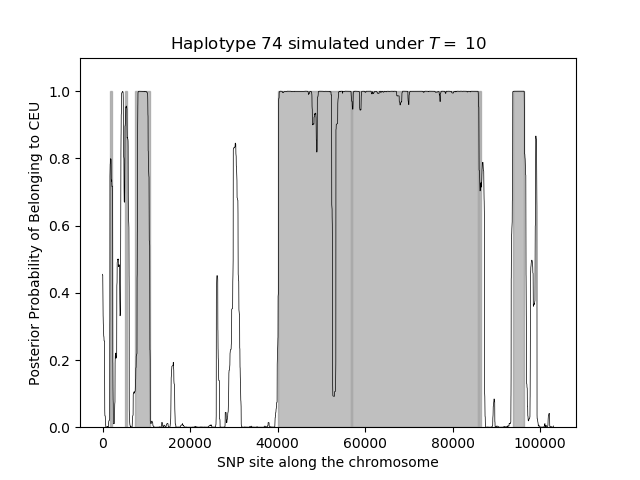 Haplotype 74 simulated under T = 10
Posterior Probability of Belonging to CEU
1.0
0.8
0.6
0.4
0.2
0.0
0 20000 40000 60000 80000 100000
SNP site along the chromosome